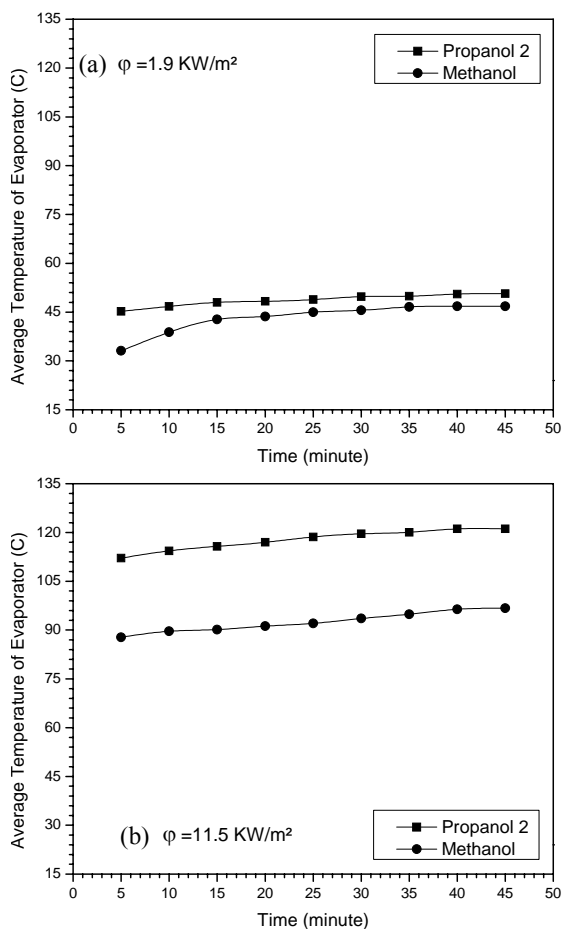 135
120
105
90
75
60
45
30
15
Average Temperature of Evaporator (C)
(a) φ =1.9 KW/m²
Propanol 2
Methanol
0 5 10 15 20 25 30 35 40 45 50
Time (minute)
135
120
105
90
75
60
45
30
15
Average Temperature of Evaporator (C)
(b) φ =11.5 KW/m²
Propanol 2
Methanol
0 5 10 15 20 25 30 35 40 45 50
Time (minute)